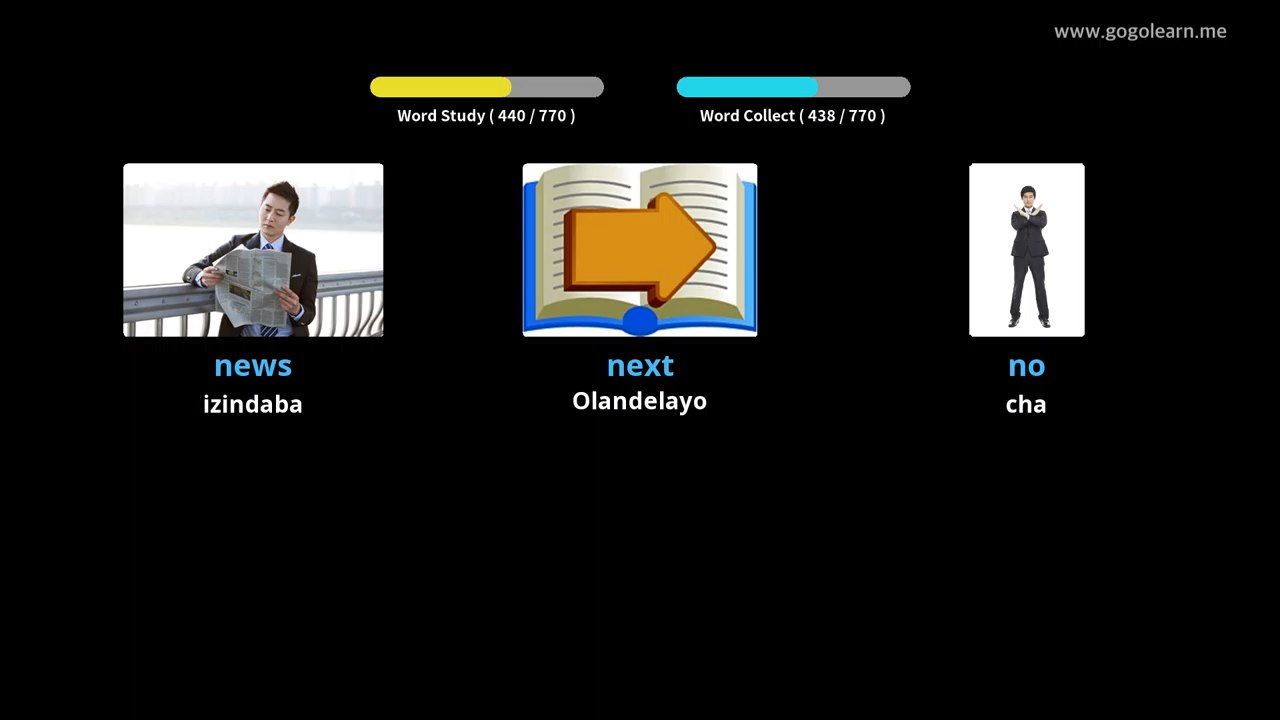 www.gogolearn.me
Word Study ( 440 / 770 )
Word Collect ( 438 / 770 )
news
izindaba
next
Olandelayo
no
cha